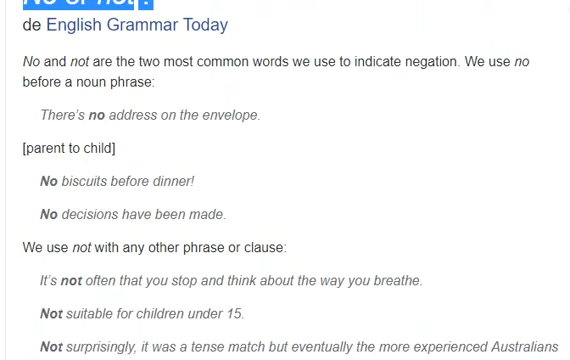 No or not?
de English Grammar Today
No and not are the two most common words we use to indicate negation. We use no
before a noun phrase:
There's no address on the envelope.
[parent to child]
No biscuits before dinner!
No decisions have been made.
We use not with any other phrase or clause:
It's not often that you stop and think about the way you breathe.
Not suitable for children under 15.
Not surprisingly, it was a tense match but eventually the more experienced Australians